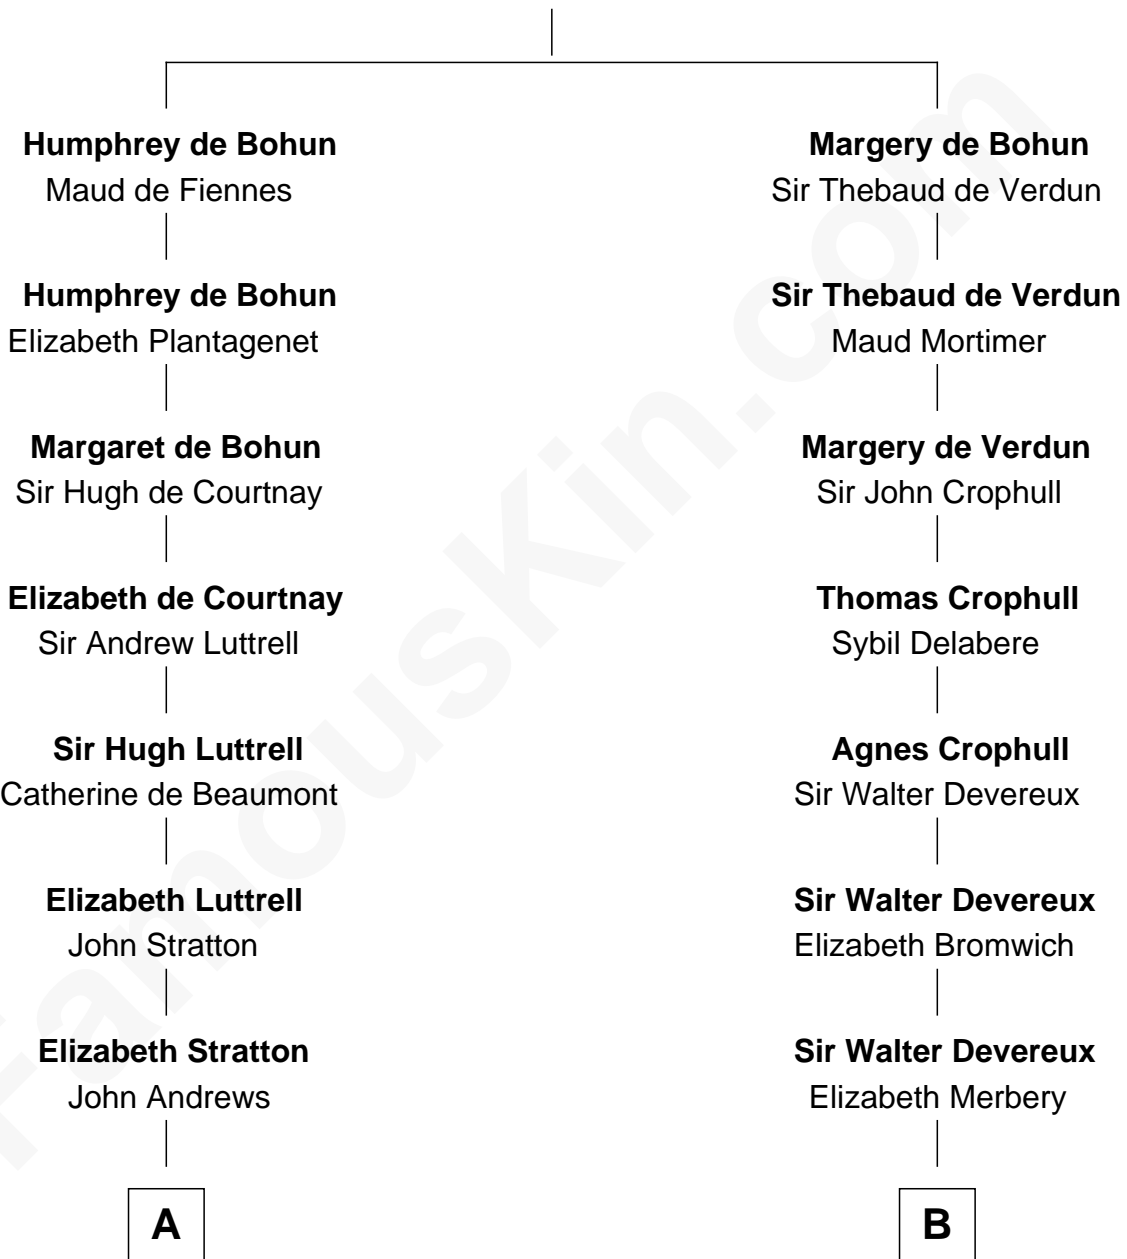 Humphrey de Bohun
Maud de Fiennes
Humphrey de Bohun
Elizabeth Plantagenet
Margaret de Bohun
Sir Hugh de Courtnay
Elizabeth de Courtnay
Sir Andrew Luttrell
Sir Hugh Luttrell
Catherine de Beaumont
Elizabeth Luttrell
John Stratton
Elizabeth Stratton
John Andrews
A
Margery de Bohun
Sir Thebaud de Verdun
Sir Thebaud de Verdun
Maud Mortimer
Margery de Verdun
Sir John Crophull
Thomas Crophull
Sybil Delabere
Agnes Crophull
Sir Walter Devereux
Sir Walter Devereux
Elizabeth Bromwich
Sir Walter Devereux
Elizabeth Merbery
B
FamousKin.com